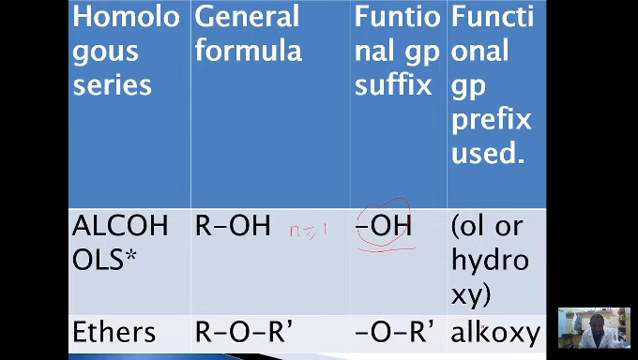 Homolo
gous
series
General
formula
Funtio
nal gp
suffix
Functi
onal
gp
prefix
used.
ALCOH
OLS*
R-OH
n≥1
-OH
(ol or
hydro
xy)
Ethers
R-O-R’
-O-R’
alkoxy